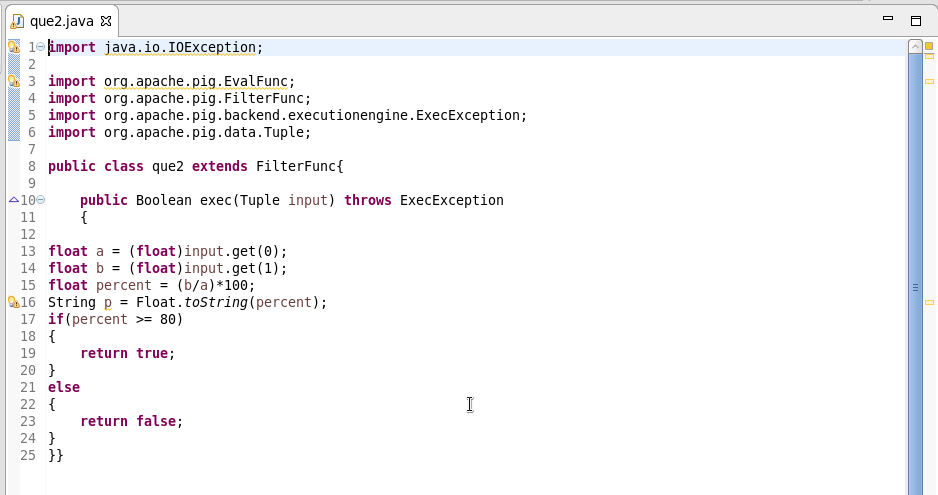 que2.java
1 import java.io.IOException;
2
3 import org.apache.pig.EvalFunc;
4 import org.apache.pig.FilterFunc;
5 import org.apache.pig.backend.executionengine.ExecException;
6 import org.apache.pig.data.Tuple;
7
8 public class que2 extends FilterFunc{
9
10     public Boolean exec(Tuple input) throws ExecException
11     {
12
13 float a = (float)input.get(0);
14 float b = (float)input.get(1);
15 float percent = (b/a)*100;
16 String p = Float.toString(percent);
17 if(percent >= 80)
18 {
19     return true;
20 }
21 else
22 {
23     return false;
24 }
25 }}